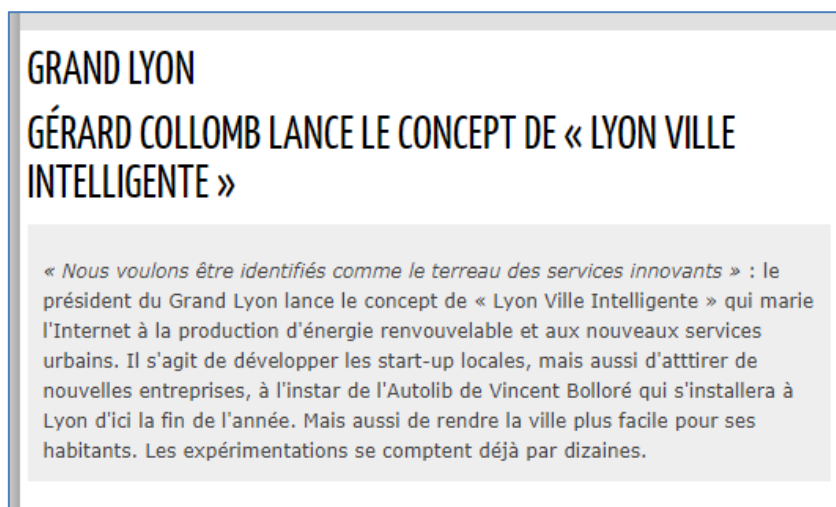 GRAND LYON
GÉRARD COLLOMB LANCE LE CONCEPT DE « LYON VILLE
INTELLIGENTE »
« Nous voulons être identifiés comme le terreau des services innovants » : le
président du Grand Lyon lance le concept de « Lyon Ville Intelligente » qui marie
l'Internet à la production d'énergie renvouvelable et aux nouveaux services
urbains. Il s'agit de développer les start-up locales, mais aussi d'atttirer de
nouvelles entreprises, à l'instar de l'Autolib de Vincent Bolloré qui s'installera à
Lyon d'ici la fin de l'année. Mais aussi de rendre la ville plus facile pour ses
habitants. Les expérimentations se comptent déjà par dizaines.